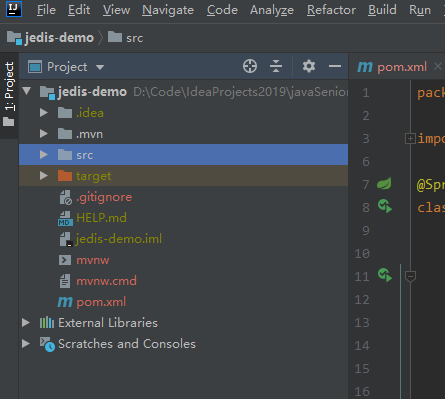 IJ File Edit View Navigate Code Analyze Refactor Build Run
jedis-demo src
Project pom.xml
1: Project
jedis-demo D:\Code\IdeaProjects2019\javaSenior
.idea
.mvn
src
target
.gitignore
HELP.md
jedis-demo.iml
mvnw
mvnw.cmd
pom.xml
External Libraries
Scratches and Consoles
1 pack
2
3 impo
6
7 @Spr
8 clas
9
10
11
12
13
14
15
16